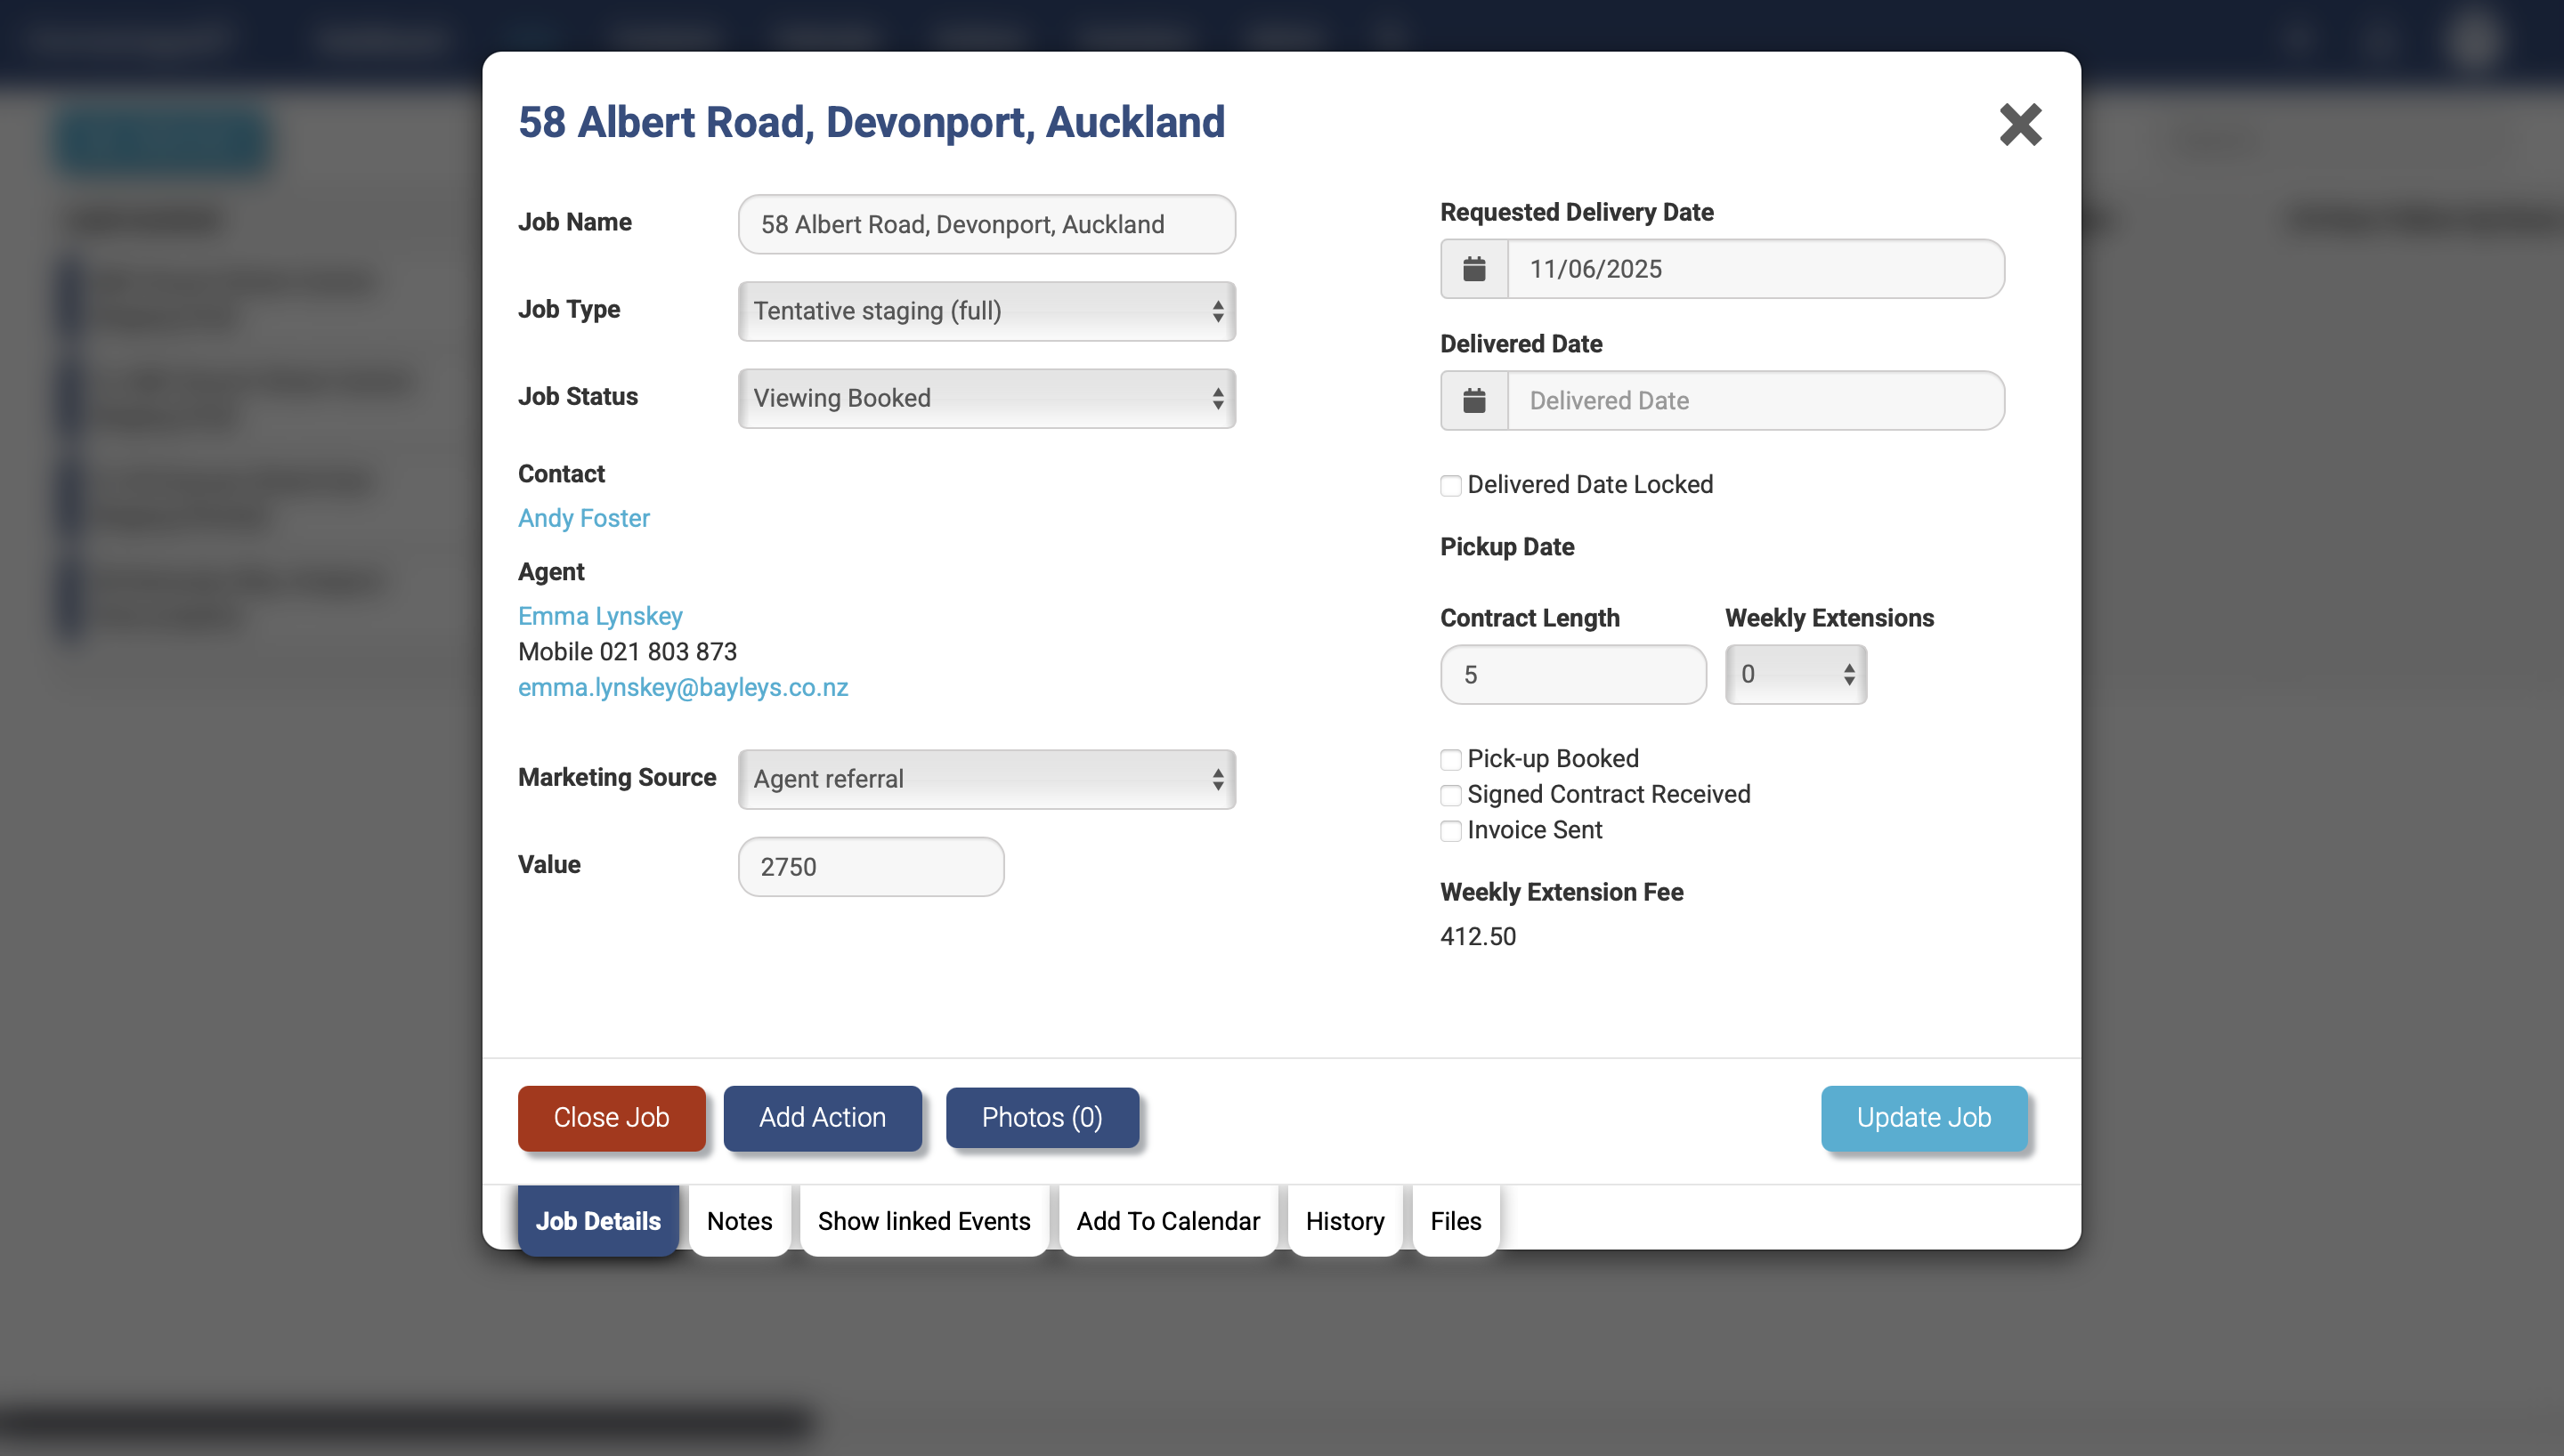 58 Albert Road, Devonport, Auckland
Job Name
58 Albert Road, Devonport, Auckland
Job Type
Tentative staging (full)
Job Status
Viewing Booked
Contact
Andy Foster
Agent
Emma Lynskey
Mobile 021 803 873
emma.lynskey@bayleys.co.nz
Marketing Source
Agent referral
Value
2750
Requested Delivery Date
11/06/2025
Delivered Date
Delivered Date
Delivered Date Locked
Pickup Date
Contract Length
Weekly Extensions
5
0
Pick-up Booked
Signed Contract Received
Invoice Sent
Weekly Extension Fee
412.50
Close Job
Add Action
Photos (0)
Update Job
Job Details
Notes
Show linked Events
Add To Calendar
History
Files